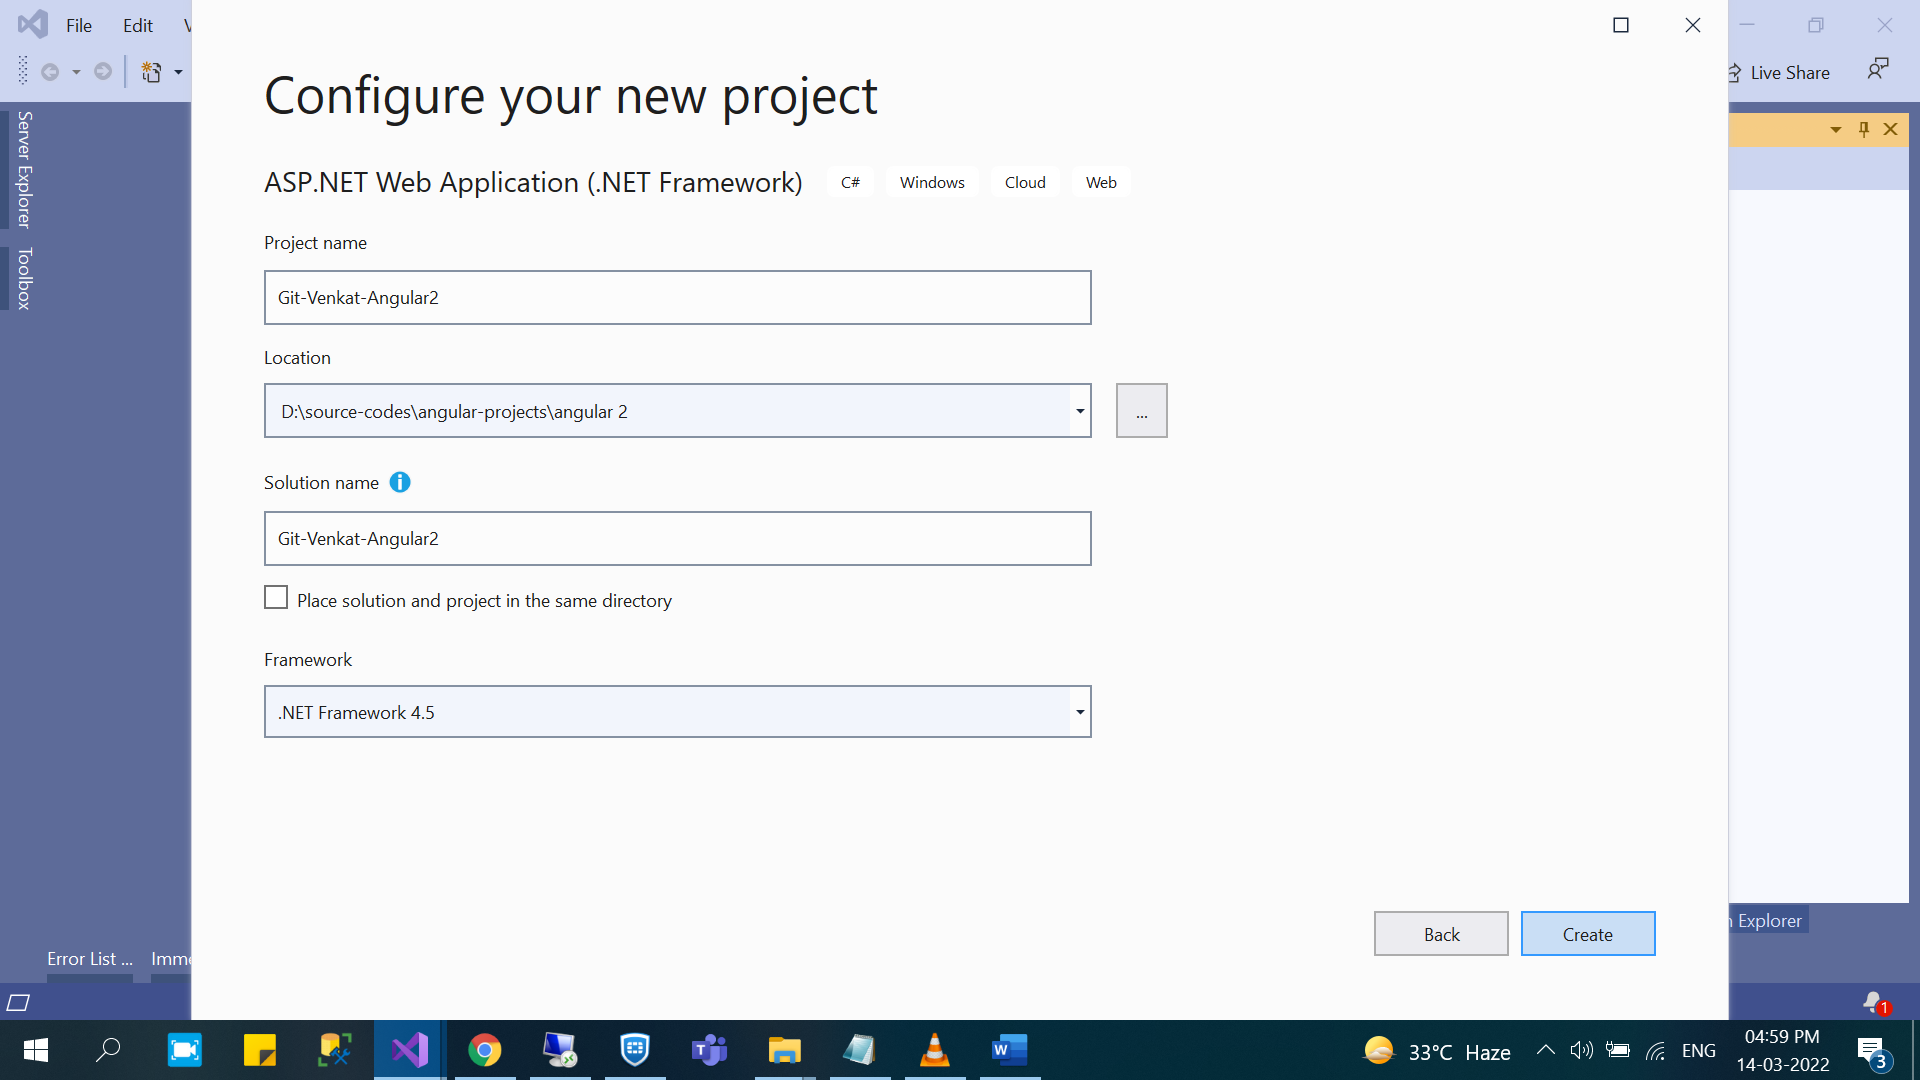 File Edit V
Live Share
Server Explorer
Toolbox
Configure your new project
ASP.NET Web Application (.NET Framework) C# Windows Cloud Web
Project name
Git-Venkat-Angular2
Location
D:\source-codes\angular-projects\angular 2
...
Solution name
Git-Venkat-Angular2
Place solution and project in the same directory
Framework
.NET Framework 4.5
Back Create
n Explorer
Error List ... Imme
1
33°C Haze
ENG
04:59 PM
14-03-2022
3